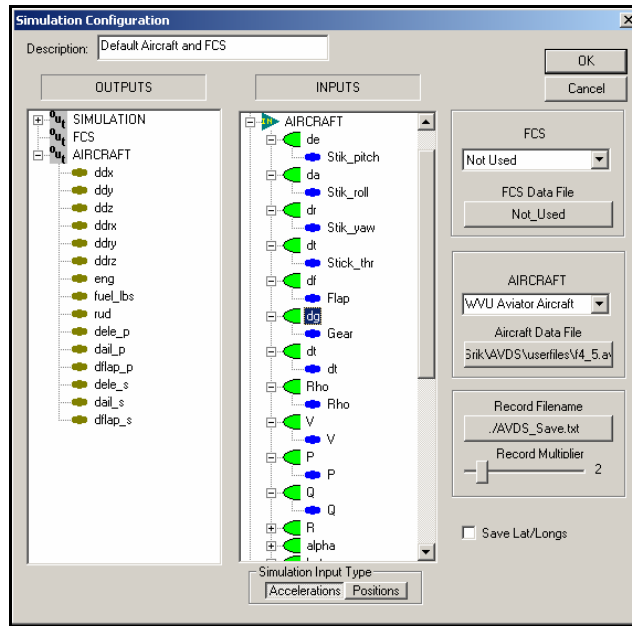 Simulation Configuration
Description: Default Aircraft and FCS
OK
Cancel
OUTPUTS
SIMULATION
FCS
AIRCRAFT
ddx
ddy
ddz
ddrx
ddry
ddrz
eng
fuel_lbs
rud
dele_p
dail_p
dflap_p
dele_s
dail_s
dflap_s
INPUTS
AIRCRAFT
de
Stik_pitch
da
Stik_roll
dr
Stik_yaw
dt
Stick_thr
df
Flap
dg
Gear
dt
dt
Rho
Rho
V
V
P
P
Q
Q
R
alpha
Simulation Input Type
Accelerations Positions
FCS
Not Used
FCS Data File
Not_Used
AIRCRAFT
WVU Aviator Aircraft
Aircraft Data File
Srik\AVDS\userfiles\f4_5.av
Record Filename
./AVDS_Save.txt
Record Multiplier
2
Save Lat/Longs